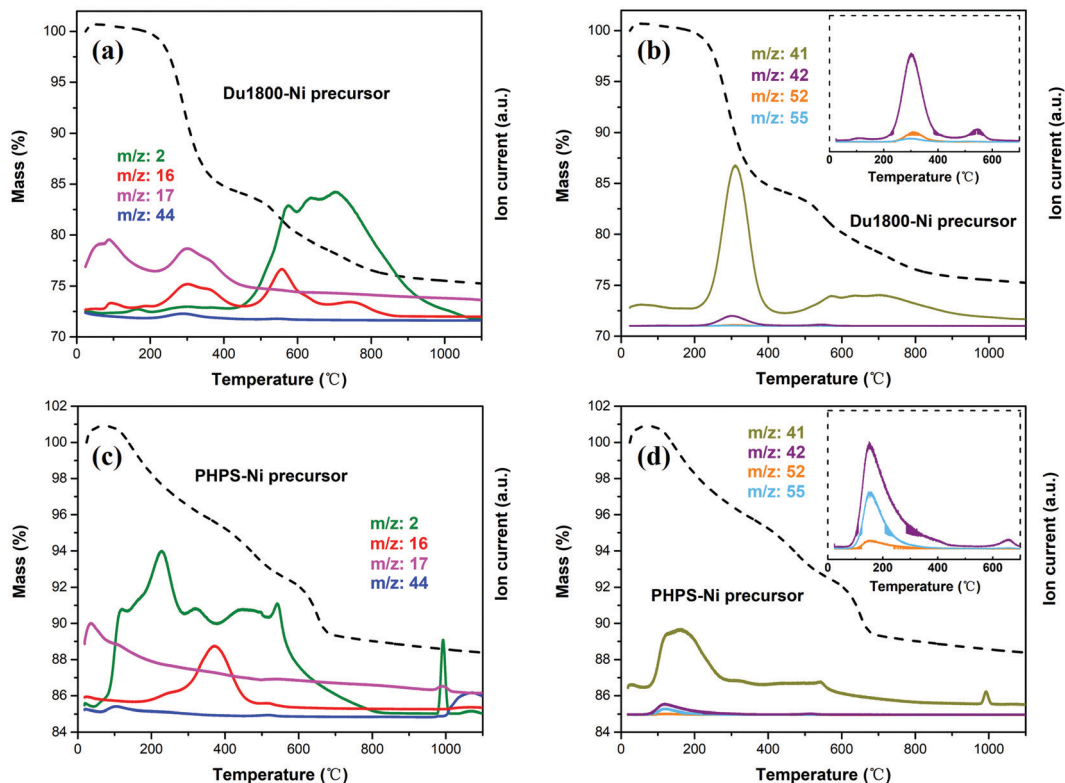 (a)
Du1800-Ni precursor
m/z: 2
m/z: 16
m/z: 17
m/z: 44
Mass (%)
100
95
90
85
80
75
70
0 200 400 600 800 1000
Temperature (℃)
Ion current (a.u.)
(b)
m/z: 41
m/z: 42
m/z: 52
m/z: 55
200 400 600
Temperature (℃)
Du1800-Ni precursor
Mass (%)
100
95
90
85
80
75
70
0 200 400 600 800 1000
Temperature (℃)
Ion current (a.u.)
(c)
PHPS-Ni precursor
m/z: 2
m/z: 16
m/z: 17
m/z: 44
Mass (%)
102
100
98
96
94
92
90
88
86
84
0 200 400 600 800 1000
Temperature (℃)
Ion current (a.u.)
(d)
m/z: 41
m/z: 42
m/z: 52
m/z: 55
200 400 600
Temperature (℃)
PHPS-Ni precursor
Mass (%)
102
100
98
96
94
92
90
88
86
84
0 200 400 600 800 1000
Temperature (℃)
Ion current (a.u.)